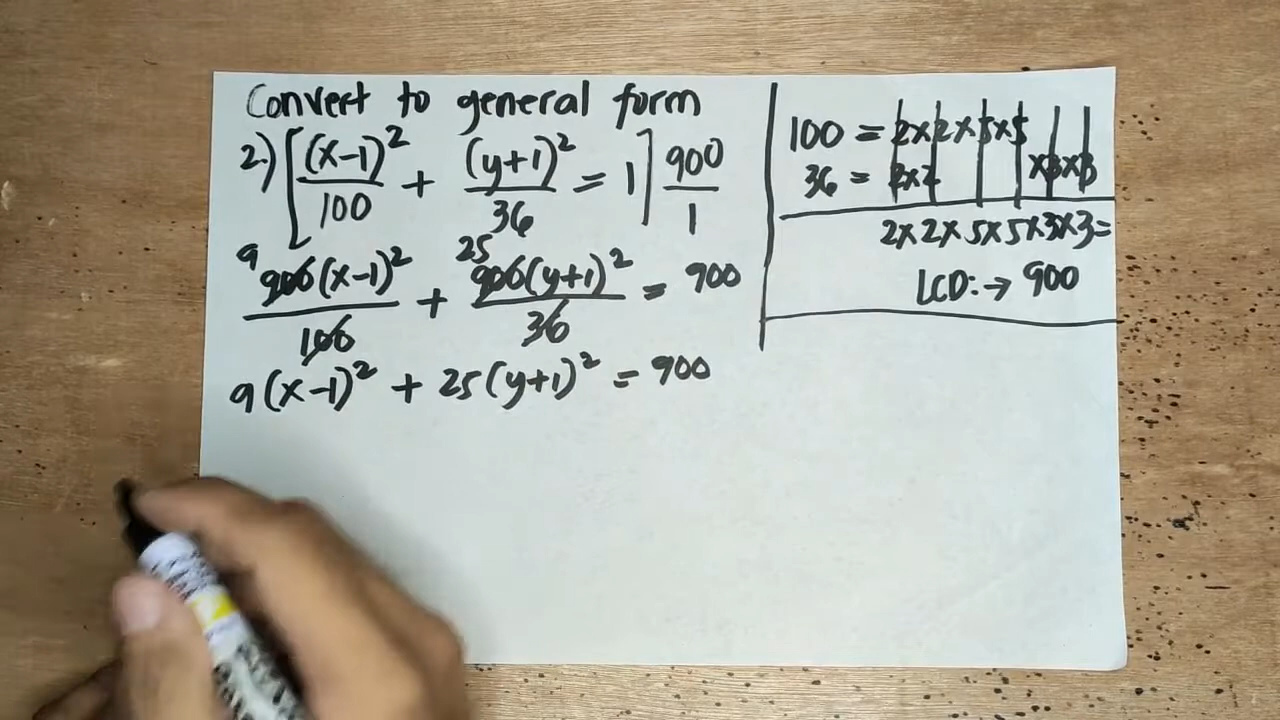 Convert to general form
2.) [(x-1)²/100 + (y+1)²/36 = 1] 900/1
9 900(x-1)²/100 + 25 900(y+1)²/36 = 900
9(x-1)² + 25(y+1)² = 900
100 = 2x2x5x5
36 = 2x2 x3x3
2x2x5x5x3x3=
LCD:→ 900